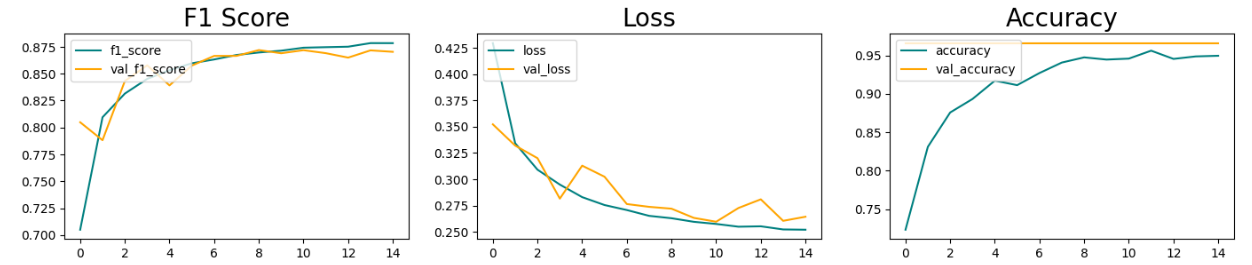 F1 Score
0.875
0.850
0.825
0.800
0.775
0.750
0.725
0.700
f1_score
val_f1_score
0 2 4 6 8 10 12 14
Loss
0.425
0.400
0.375
0.350
0.325
0.300
0.275
0.250
loss
val_loss
0 2 4 6 8 10 12 14
Accuracy
0.95
0.90
0.85
0.80
0.75
accuracy
val_accuracy
0 2 4 6 8 10 12 14